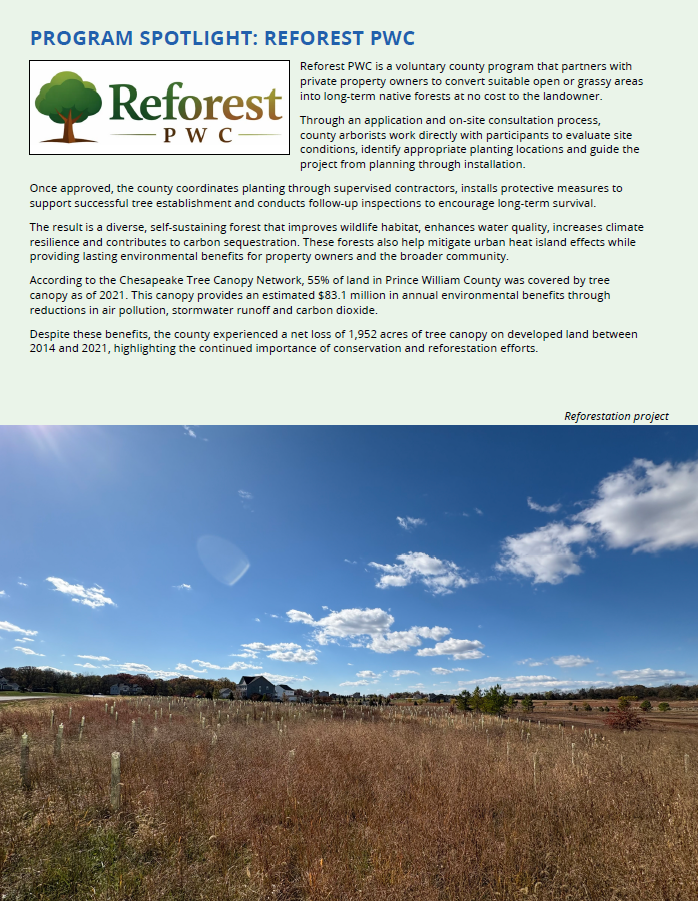 PROGRAM SPOTLIGHT: REFOREST PWC
Reforest
PWC
Reforest PWC is a voluntary county program that partners with
private property owners to convert suitable open or grassy areas
into long-term native forests at no cost to the landowner.
Through an application and on-site consultation process,
county arborists work directly with participants to evaluate site
conditions, identify appropriate planting locations and guide the
project from planning through installation.
Once approved, the county coordinates planting through supervised contractors, installs protective measures to
support successful tree establishment and conducts follow-up inspections to encourage long-term survival.
The result is a diverse, self-sustaining forest that improves wildlife habitat, enhances water quality, increases climate
resilience and contributes to carbon sequestration. These forests also help mitigate urban heat island effects while
providing lasting environmental benefits for property owners and the broader community.
According to the Chesapeake Tree Canopy Network, 55% of land in Prince William County was covered by tree
canopy as of 2021. This canopy provides an estimated $83.1 million in annual environmental benefits through
reductions in air pollution, stormwater runoff and carbon dioxide.
Despite these benefits, the county experienced a net loss of 1,952 acres of tree canopy on developed land between
2014 and 2021, highlighting the continued importance of conservation and reforestation efforts.
Reforestation project